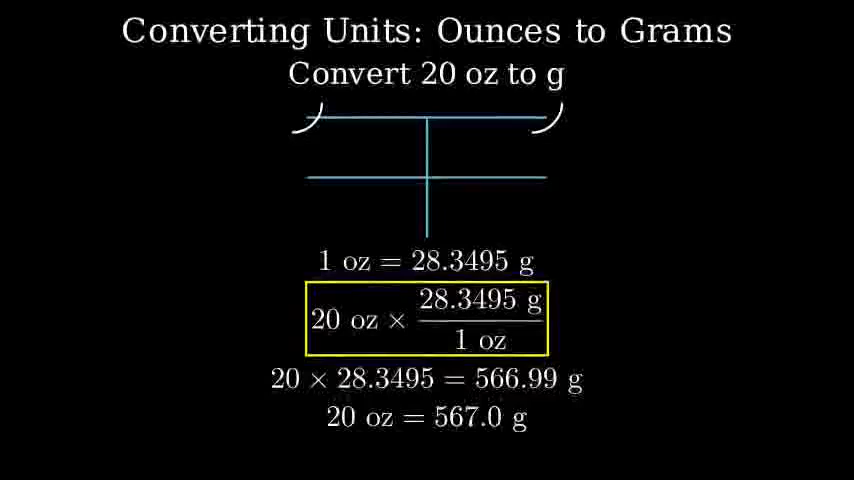 Converting Units: Ounces to Grams
Convert 20 oz to g
1 oz = 28.3495 g
20 oz × 28.3495 g / 1 oz
20 × 28.3495 = 566.99 g
20 oz = 567.0 g